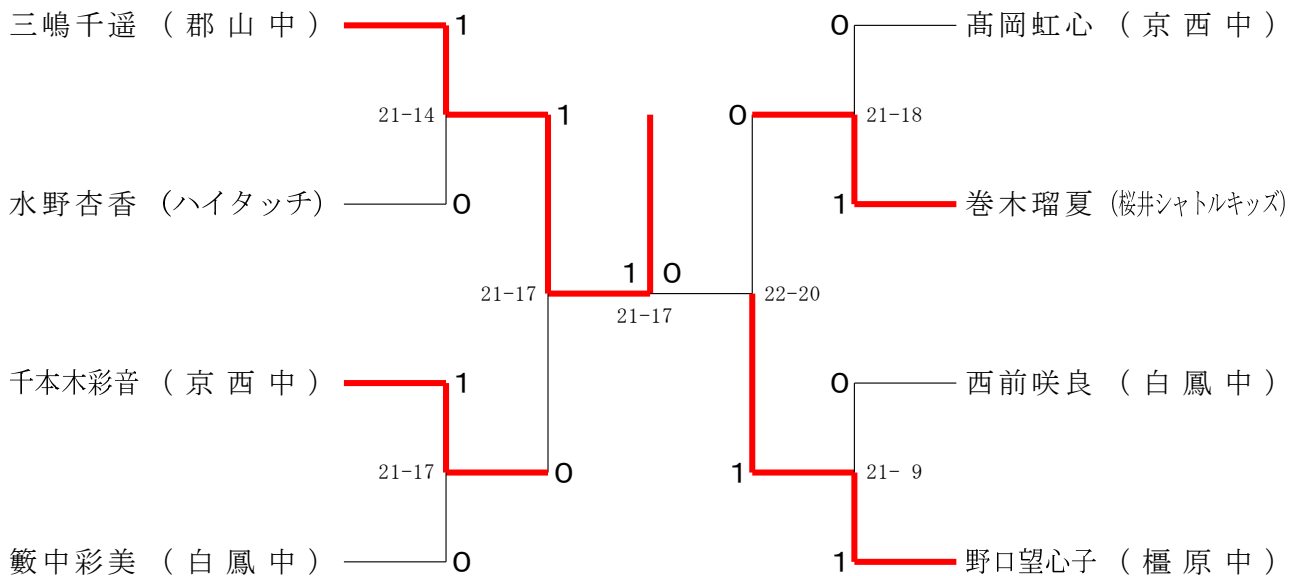 三嶋千遥 （郡山中） 1 0 髙岡虹心 （京西中）
21-14 1 0 21-18
水野杏香 （ハイタッチ） 0 1 巻木瑠夏 （桜井シャトルキッズ）
1 0
21-17 22-20
21-17
千本木彩音 （京西中） 1 0 西前咲良 （白鳳中）
21-17 0 1 21- 9
籔中彩美 （白鳳中） 0 1 野口望心子 （橿原中）